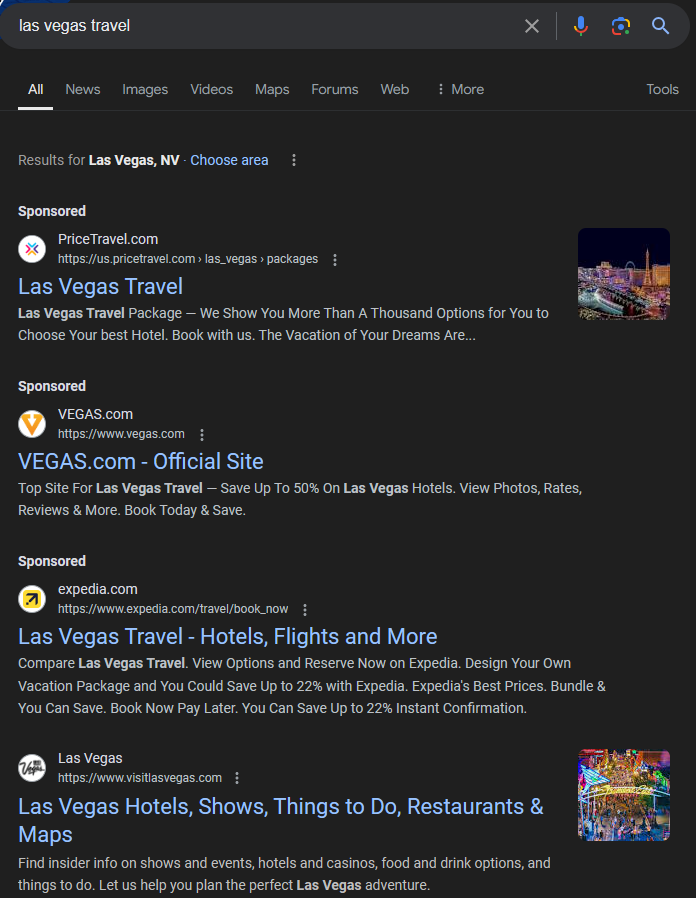 las vegas travel
All News Images Videos Maps Forums Web More Tools
Results for Las Vegas, NV · Choose area
Sponsored
PriceTravel.com
https://us.pricetravel.com › las_vegas › packages
Las Vegas Travel
Las Vegas Travel Package — We Show You More Than A Thousand Options for You to
Choose Your best Hotel. Book with us. The Vacation of Your Dreams Are...
Sponsored
VEGAS.com
https://www.vegas.com
VEGAS.com - Official Site
Top Site For Las Vegas Travel — Save Up To 50% On Las Vegas Hotels. View Photos, Rates,
Reviews & More. Book Today & Save.
Sponsored
expedia.com
https://www.expedia.com/travel/book_now
Las Vegas Travel - Hotels, Flights and More
Compare Las Vegas Travel. View Options and Reserve Now on Expedia. Design Your Own
Vacation Package and You Could Save Up to 22% with Expedia. Expedia's Best Prices. Bundle &
You Can Save. Book Now Pay Later. You Can Save Up to 22% Instant Confirmation.
Las Vegas
https://www.visitlasvegas.com
Las Vegas Hotels, Shows, Things to Do, Restaurants &
Maps
Find insider info on shows and events, hotels and casinos, food and drink options, and
things to do. Let us help you plan the perfect Las Vegas adventure.